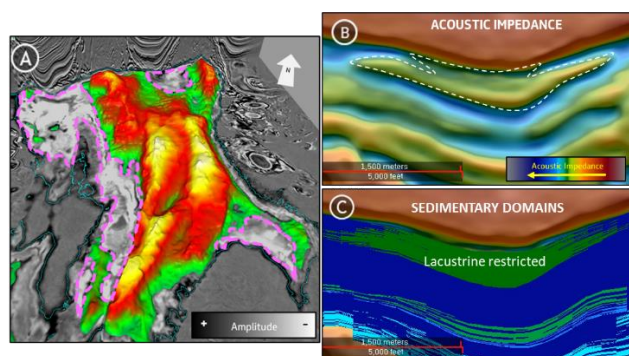 A
N
+ Amplitude -
B
ACOUSTIC IMPEDANCE
1,500 meters
5,000 feet
Acoustic Impedance
C
SEDIMENTARY DOMAINS
Lacustrine restricted
1,500 meters
5,000 feet